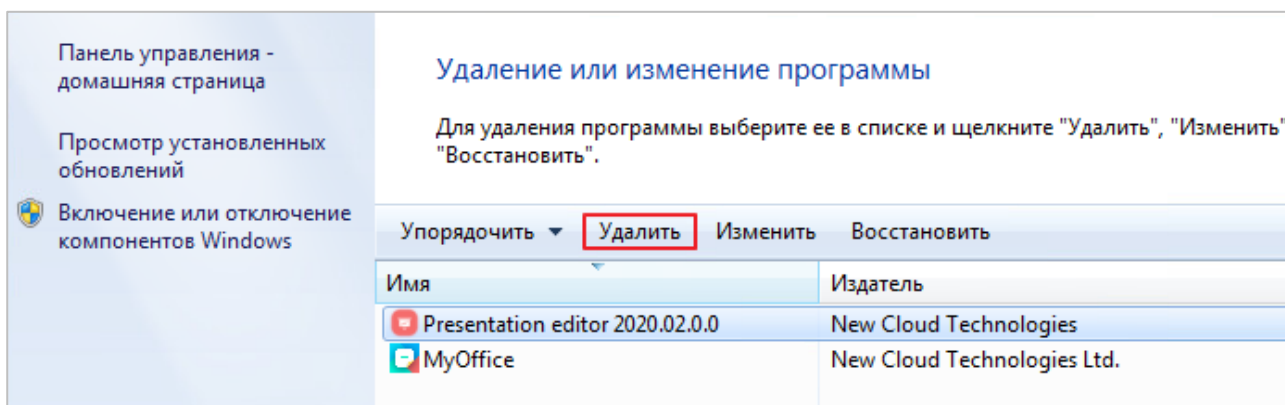 Панель управления -
домашняя страница
Просмотр установленных
обновлений
Включение или отключение
компонентов Windows
Удаление или изменение программы
Для удаления программы выберите ее в списке и щелкните "Удалить", "Изменить"
"Восстановить".
Упорядочить Удалить Изменить Восстановить
Имя Издатель
Presentation editor 2020.02.0.0 New Cloud Technologies
MyOffice New Cloud Technologies Ltd.